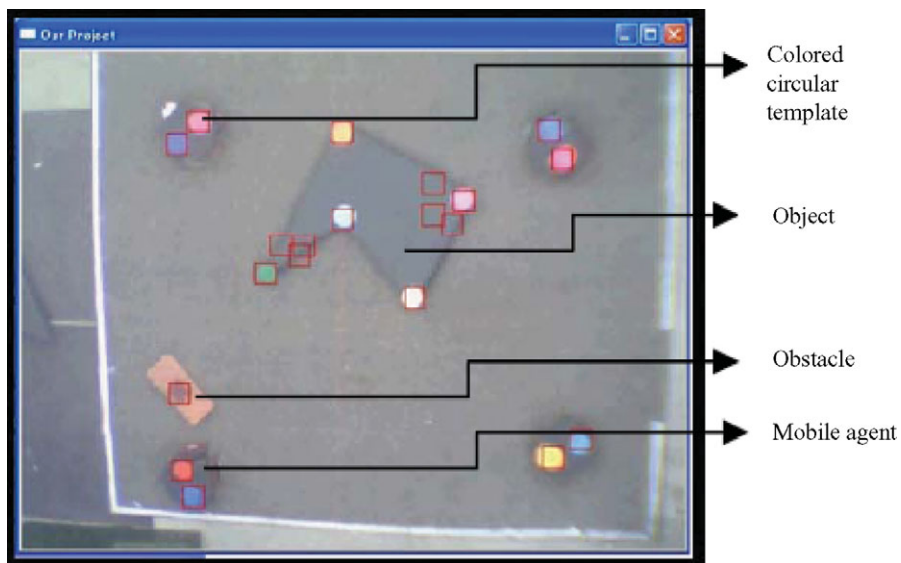 Our Project
Colored
circular
template
Object
Obstacle
Mobile agent